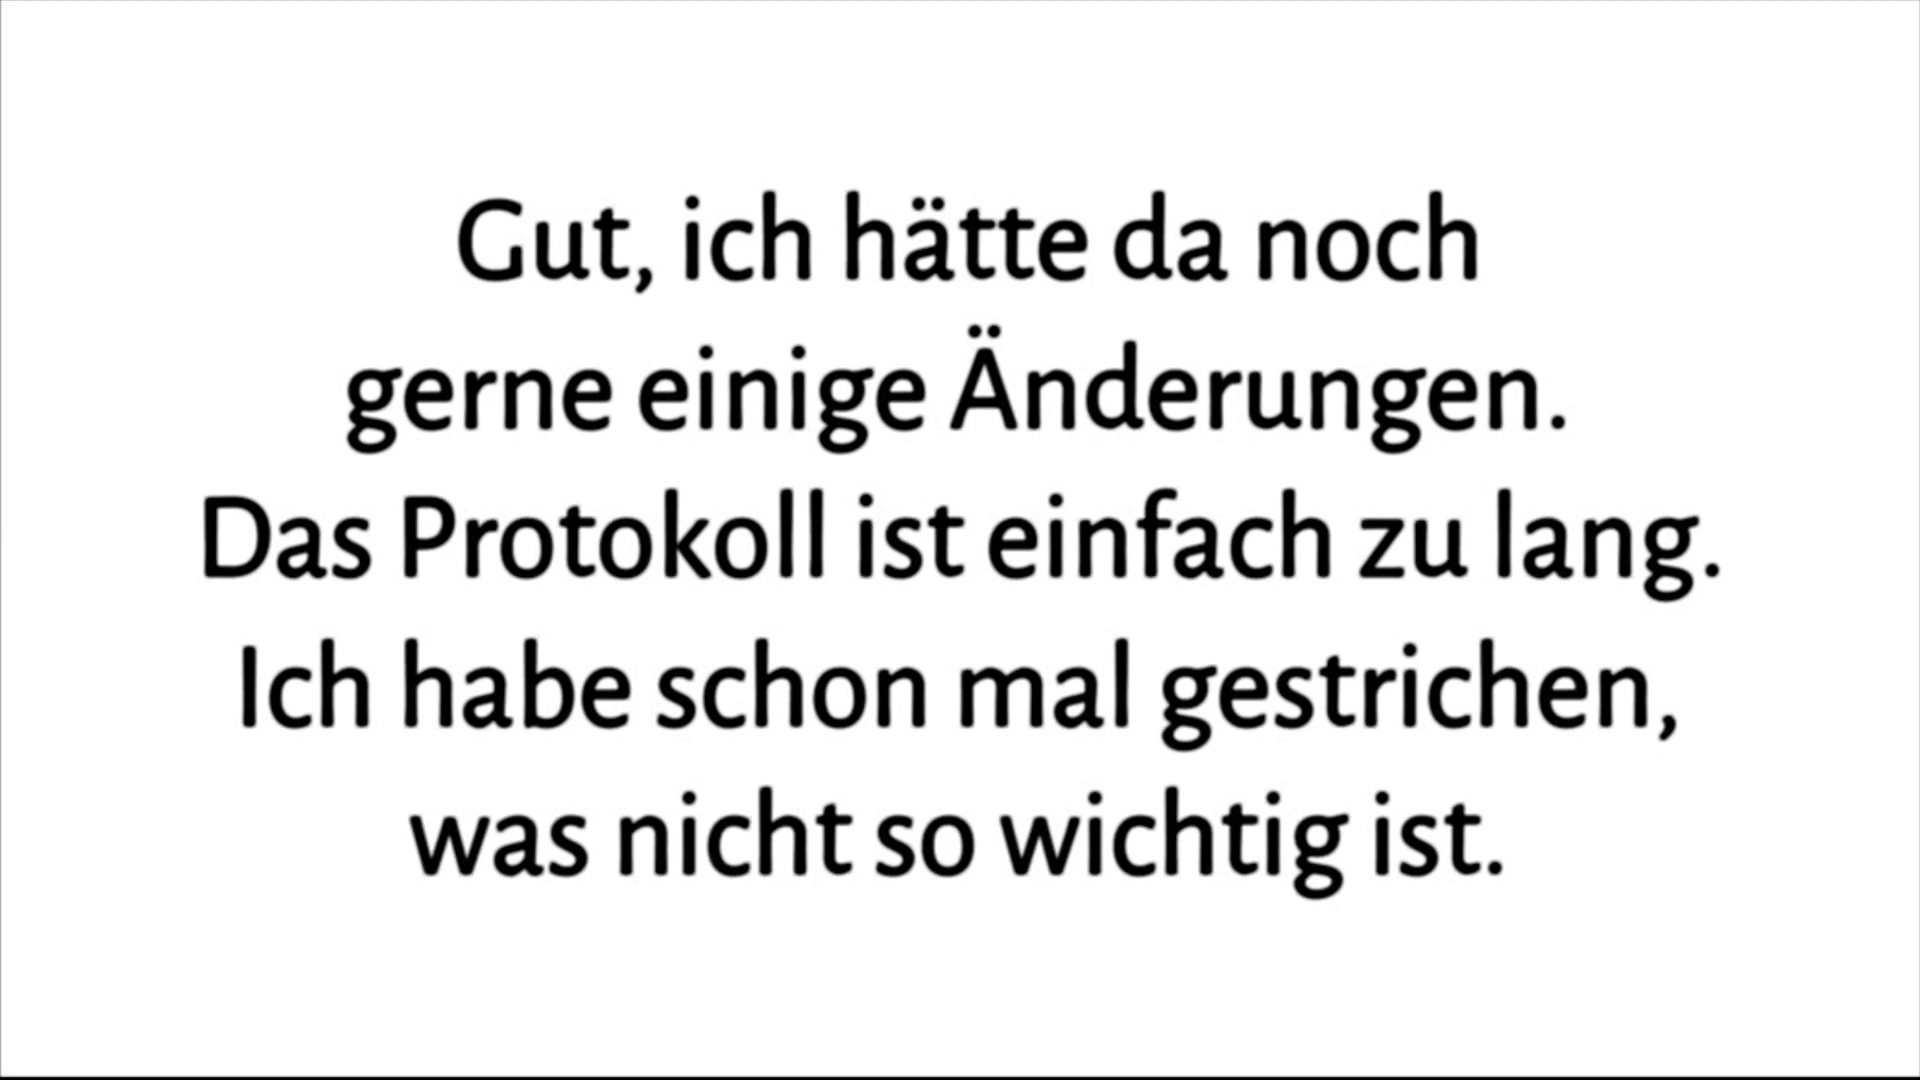 Gut, ich hätte da noch
gerne einige Änderungen.
Das Protokoll ist einfach zu lang.
Ich habe schon mal gestrichen,
was nicht so wichtig ist.